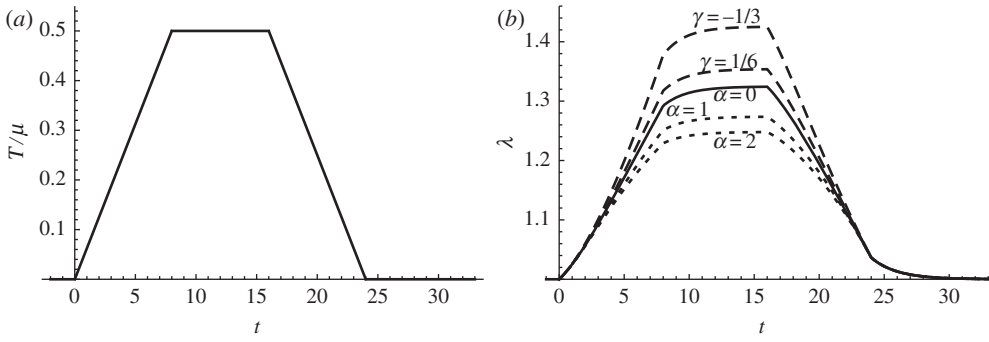 (a)
0.5
0.4
0.3
0.2
0.1
T/μ
0 5 10 15 20 25 30
t
(b)
1.4
1.3
1.2
1.1
λ
γ = –1/3
γ = 1/6
α = 0
α = 1
α = 2
0 5 10 15 20 25 30
t